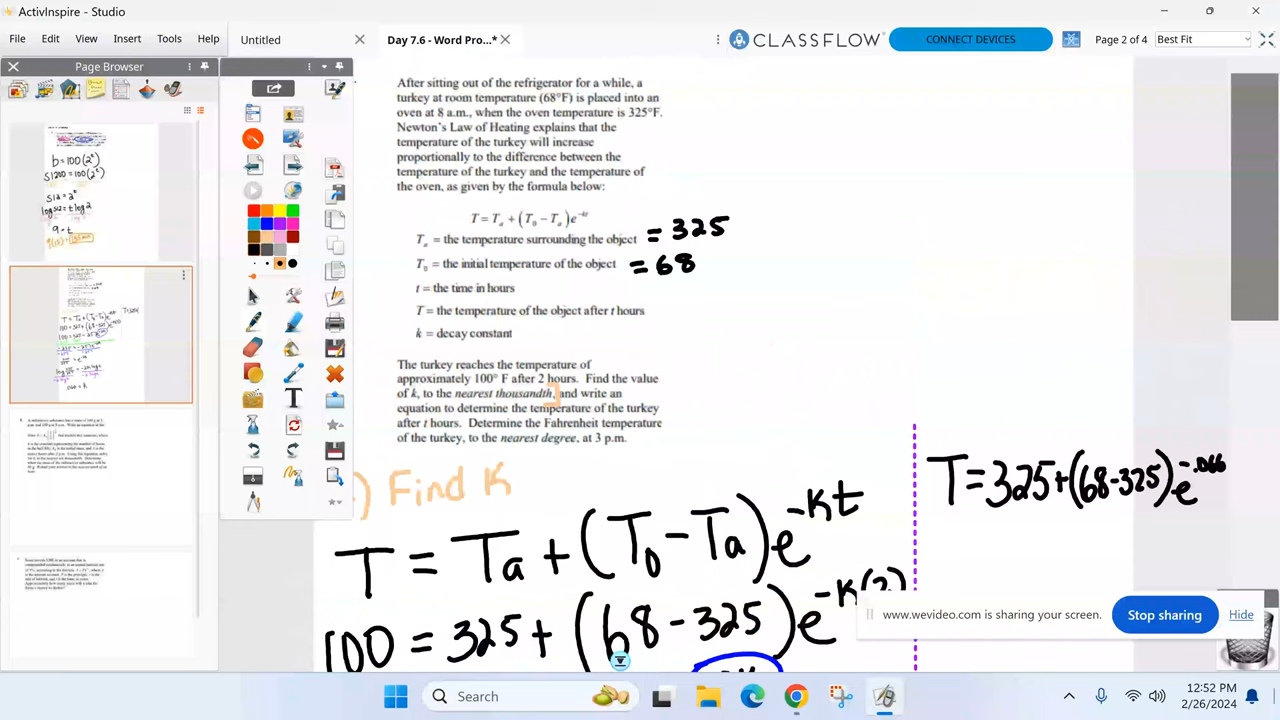 ActivInspire - Studio
File Edit View Insert Tools Help
Untitled
Day 7.6 - Word Pro...*
CLASSFLOW
CONNECT DEVICES
Page 2 of 4
Best Fit
Page Browser
After sitting out of the refrigerator for a while, a
turkey at room temperature (68°F) is placed into an
oven at 8 a.m., when the oven temperature is 325°F.
Newton's Law of Heating explains that the
temperature of the turkey will increase
proportionally to the difference between the
temperature of the turkey and the temperature of
the oven, as given by the formula below:
T = Tₐ + (T₀ − Tₐ)e⁻ᵏᵗ
Tₐ = the temperature surrounding the object = 325
T₀ = the initial temperature of the object = 68
t = the time in hours
T = the temperature of the object after t hours
k = decay constant
The turkey reaches the temperature of
approximately 100° F after 2 hours. Find the value
of k, to the nearest thousandth, and write an
equation to determine the temperature of the turkey
after t hours. Determine the Fahrenheit temperature
of the turkey, to the nearest degree, at 3 p.m.
) Find K
T = Ta + (T₀ - Ta)e^-Kt
100 = 325 + (68 - 325)e^-K(2)
T = 325 + (68 - 325)e^-.066
www.wevideo.com is sharing your screen.
Stop sharing
Hide
Search
12:52 PM
2/26/2024